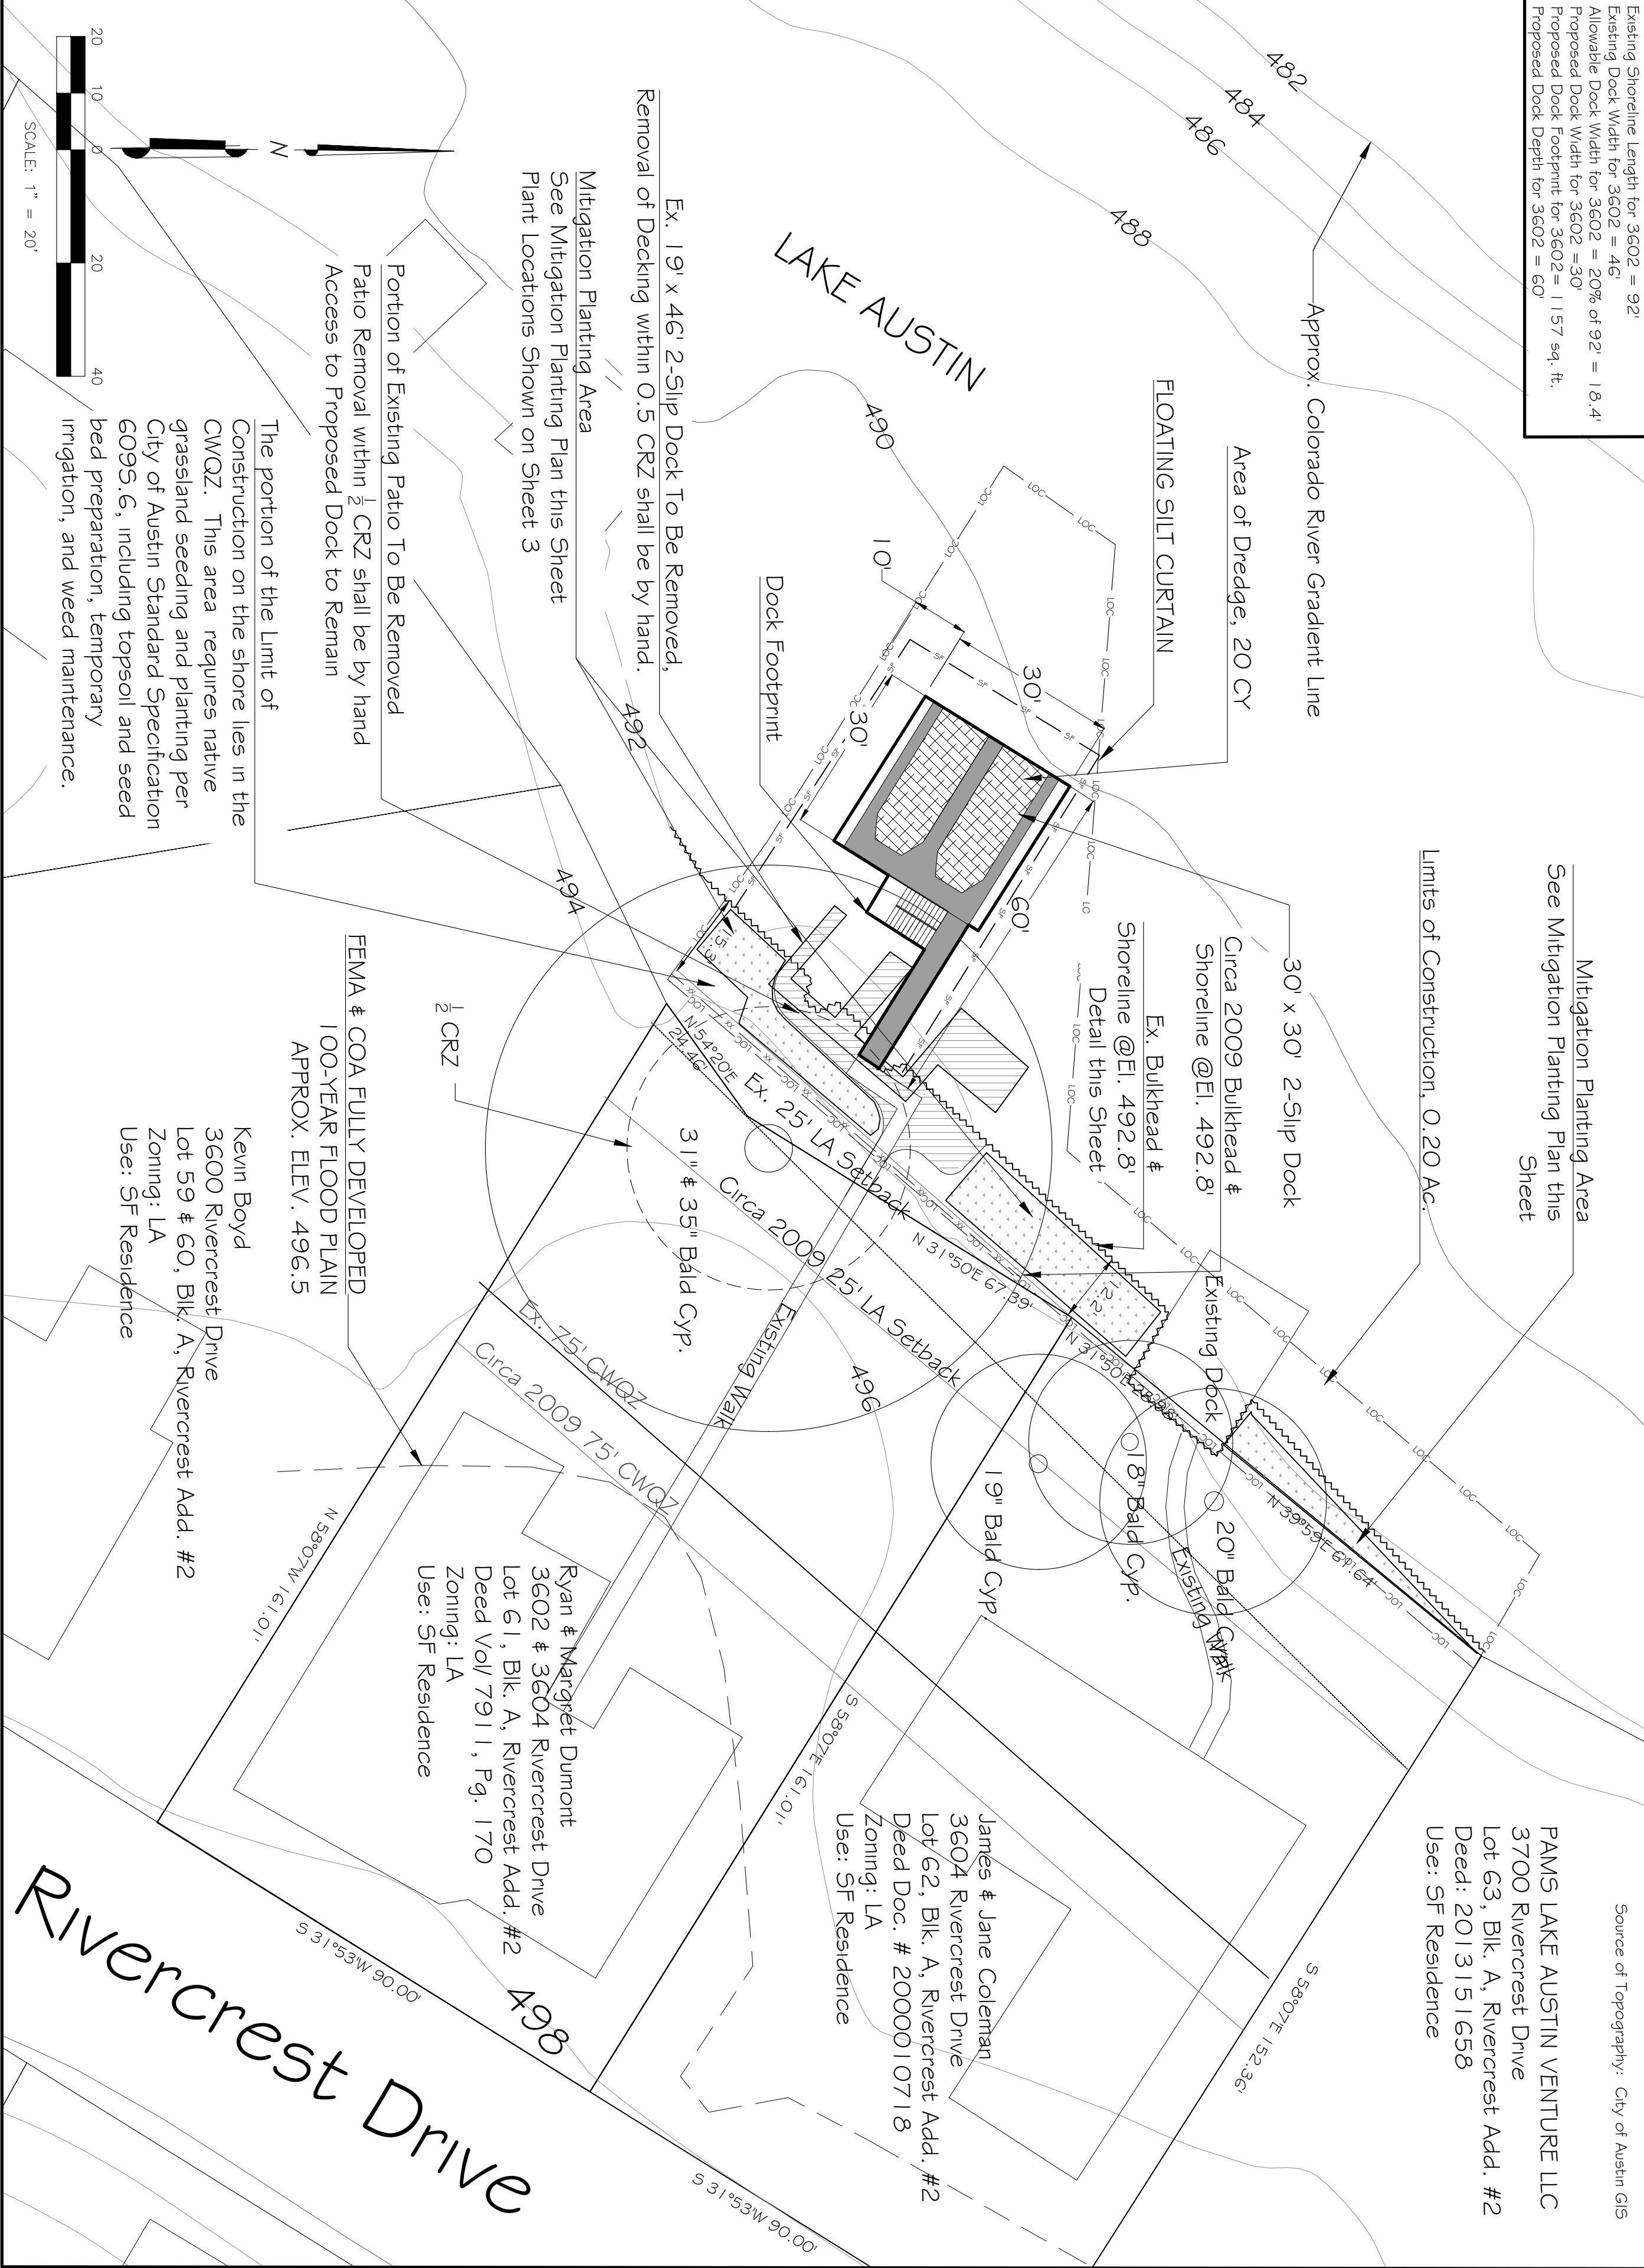 Existing Shoreline Length for 3602 = 92'
Existing Dock Width for 3602 = 46'
Allowable Dock Width for 3602 = 20% of 92' = 18.4'
Proposed Dock Width for 3602 =30'
Proposed Dock Footprint for 3602= 1157 sq. ft.
Proposed Dock Depth for 3602 = 60'
Source of Topography: City of Austin GIS
PAMS LAKE AUSTIN VENTURE LLC
3700 Rivercrest Drive
Lot 63, Blk. A, Rivercrest Add. #2
Deed: 2013151658
Use: SF Residence
Mitigation Planting Area
See Mitigation Planting Plan this
Sheet
Limits of Construction, 0.20 Ac.
482
484
486
488
Approx. Colorado River Gradient Line
30' x 30' 2-Slip Dock
Area of Dredge, 20 CY
Circa 2009 Bulkhead &
Shoreline @El. 492.8'
FLOATING SILT CURTAIN
Ex. Bulkhead &
Shoreline @El. 492.8'
Detail this Sheet
LAKE AUSTIN
490
10'
30'
30'
60'
Dock Footprint
Ex. 19' x 46' 2-Slip Dock To Be Removed,
Removal of Decking within 0.5 CRZ shall be by hand.
Mitigation Planting Area
See Mitigation Planting Plan this Sheet
Plant Locations Shown on Sheet 3
492
494
15.3
12.2
Portion of Existing Patio To Be Removed
Patio Removal within ½ CRZ shall be by hand
Access to Proposed Dock to Remain
The portion of the Limit of
Construction on the shore lies in the
CWQZ. This area requires native
grassland seeding and planting per
City of Austin Standard Specification
609S.6, including topsoil and seed
bed preparation, temporary
irrigation, and weed maintenance.
N
20
10
0
20
40
SCALE: 1" = 20'
N 54°20'E
24.46'
Ex. 25' LA Setback
N 31°50'E 67.39'
Circa 2009 25' LA Setback
31" & 35" Bald Cyp.
½ CRZ
Existing Walk
Existing Dock
N 39°59'E 67.64'
18" Bald Cyp.
20" Bald Cyp.
19" Bald Cyp.
Existing Walk
496
Ex. 75' CWQZ
Circa 2009 75' CWQZ
FEMA & COA FULLY DEVELOPED
100-YEAR FLOOD PLAIN
APPROX. ELEV. 496.5
Kevin Boyd
3600 Rivercrest Drive
Lot 59 & 60, Blk. A, Rivercrest Add. #2
Zoning: LA
Use: SF Residence
N 58°07'W 161.01'
Ryan & Margret Dumont
3602 & 3604 Rivercrest Drive
Lot 61, Blk. A, Rivercrest Add. #2
Deed Vol/ 7911, Pg. 170
Zoning: LA
Use: SF Residence
S 58°07'E 161.01'
James & Jane Coleman
3604 Rivercrest Drive
Lot 62, Blk. A, Rivercrest Add. #2
Deed Doc. # 2000010718
Zoning: LA
Use: SF Residence
S 58°07'E 152.36'
S 31°53'W 90.00'
498
S 31°53'W 90.00'
Rivercrest Drive